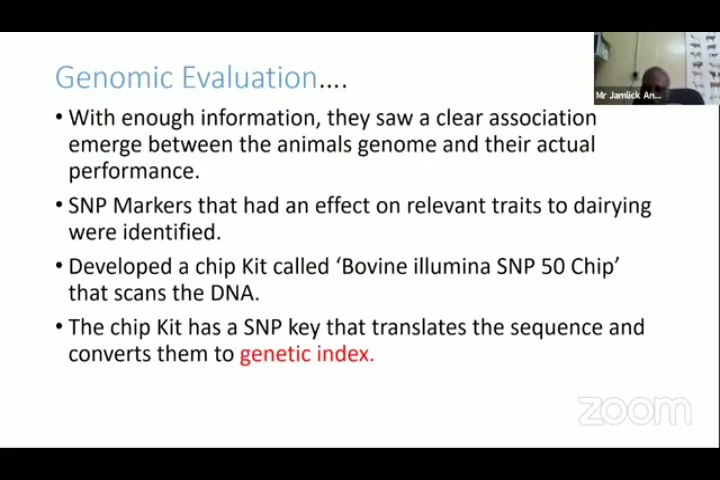 Genomic Evaluation....
Mr Jamlick An...
• With enough information, they saw a clear association
emerge between the animals genome and their actual
performance.
• SNP Markers that had an effect on relevant traits to dairying
were identified.
• Developed a chip Kit called ‘Bovine illumina SNP 50 Chip’
that scans the DNA.
• The chip Kit has a SNP key that translates the sequence and
converts them to genetic index.
zoom